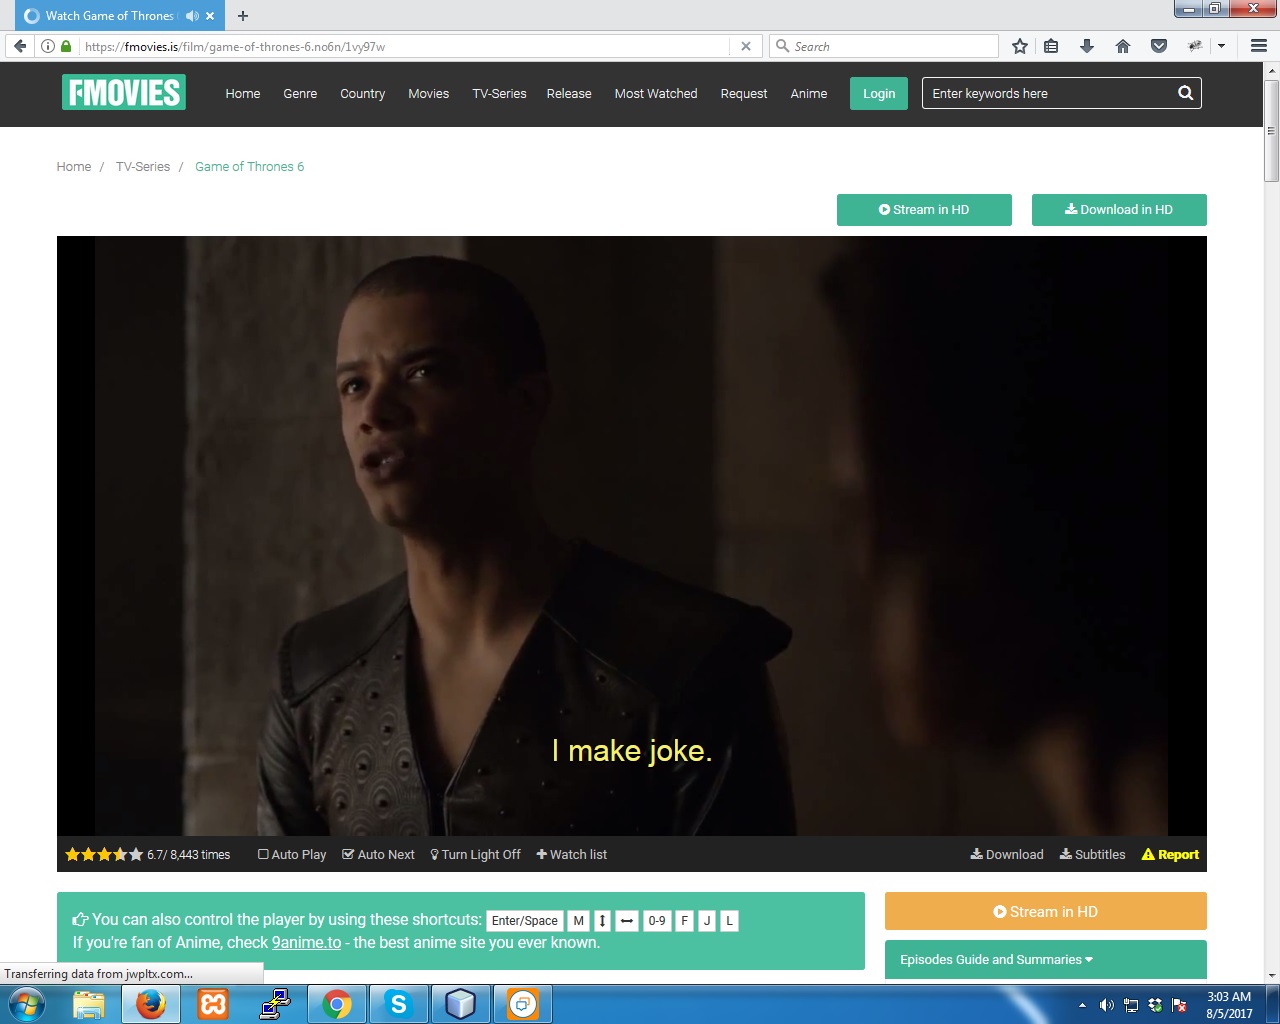 Watch Game of Thrones
https://fmovies.is/film/game-of-thrones-6.no6n/1vy97w
Search
FMOVIES
Home
Genre
Country
Movies
TV-Series
Release
Most Watched
Request
Anime
Login
Enter keywords here
Home / TV-Series / Game of Thrones 6
Stream in HD
Download in HD
I make joke.
6.7/ 8,443 times
Auto Play
Auto Next
Turn Light Off
Watch list
Download
Subtitles
Report
You can also control the player by using these shortcuts: Enter/Space M 0-9 F J L
If you're fan of Anime, check 9anime.to - the best anime site you ever known.
Stream in HD
Episodes Guide and Summaries
Transferring data from jwpltx.com...
3:03 AM
8/5/2017